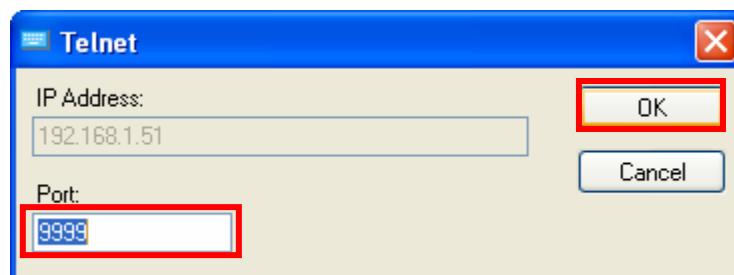 Telnet
IP Address:
192.168.1.51
OK
Cancel
Port:
9999